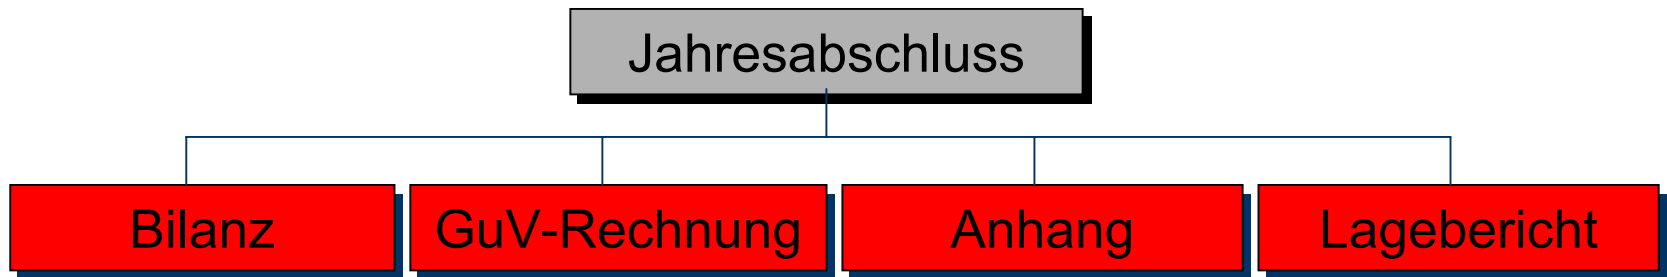 Jahresabschluss
Bilanz
GuV-Rechnung
Anhang
Lagebericht